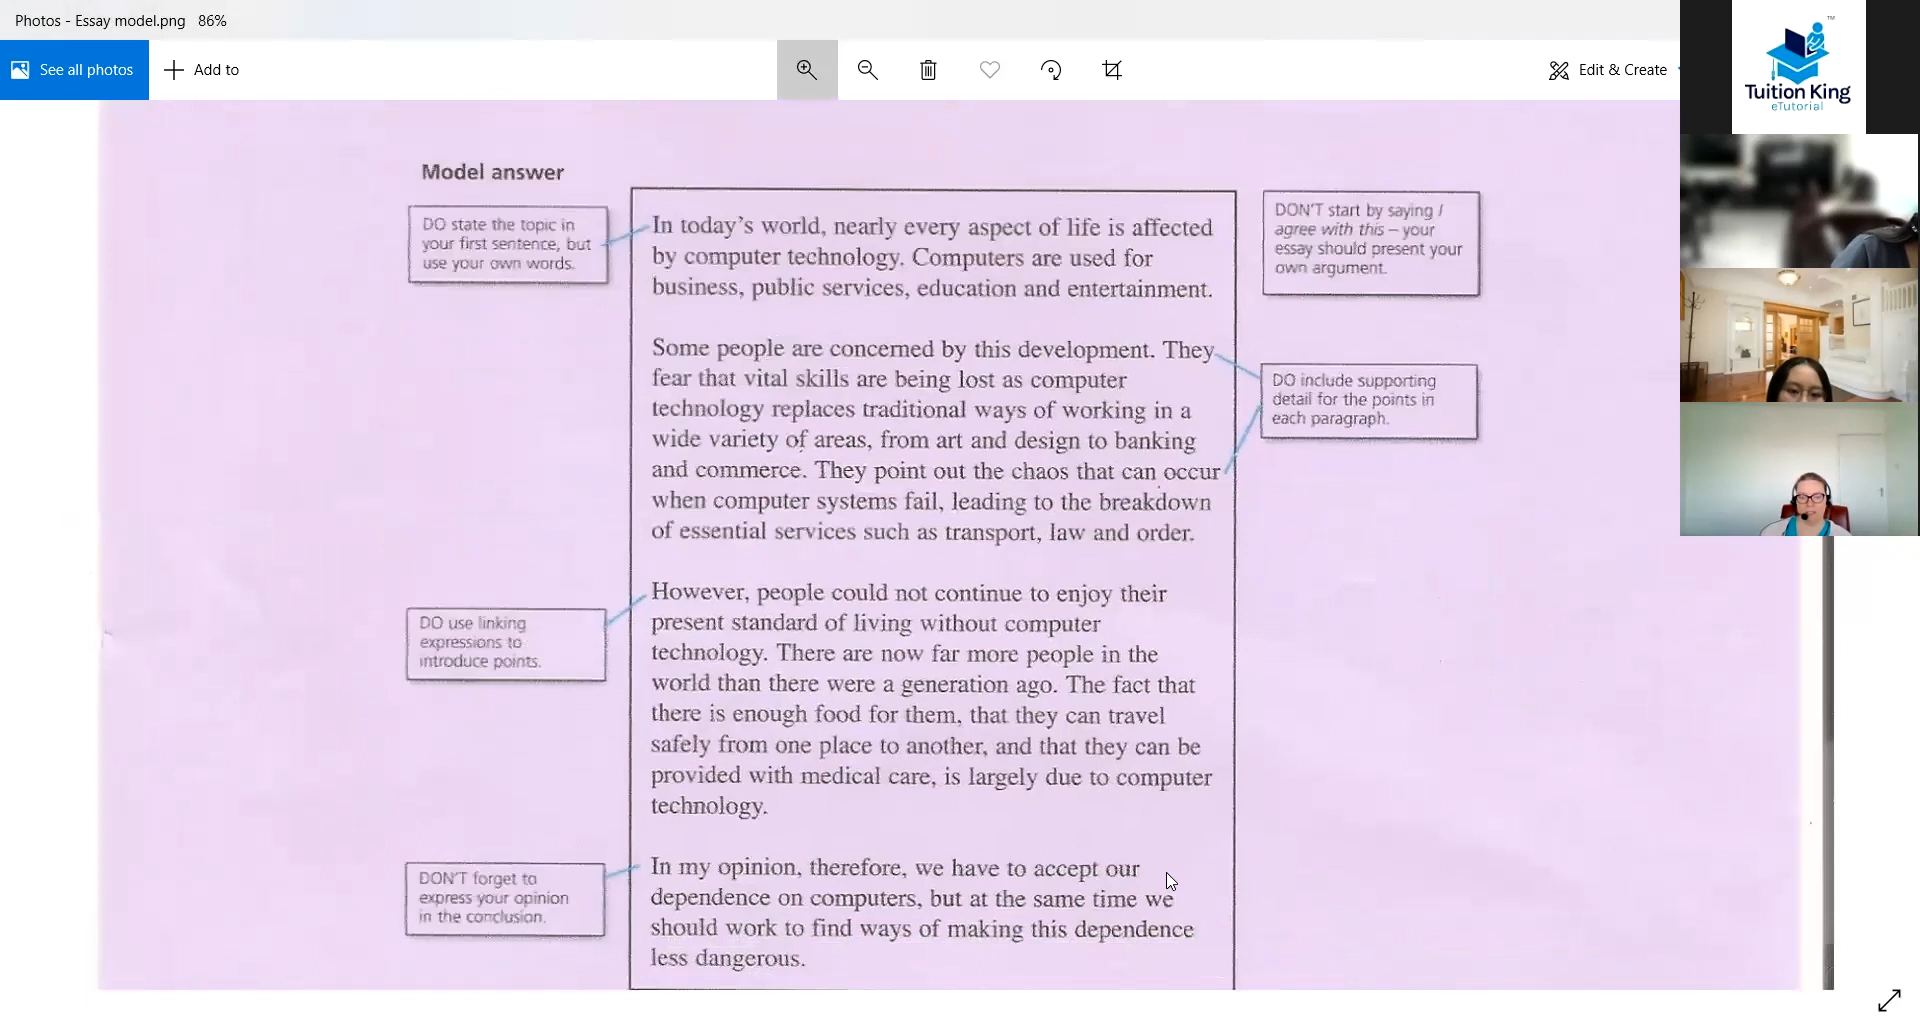 Photos - Essay model.png 86%
See all photos
Add to
Edit & Create
TM
Tuition King
eTutorial
Model answer
DO state the topic in
your first sentence, but
use your own words.
In today's world, nearly every aspect of life is affected
by computer technology. Computers are used for
business, public services, education and entertainment.
DON'T start by saying I
agree with this – your
essay should present your
own argument.
Some people are concerned by this development. They
fear that vital skills are being lost as computer
technology replaces traditional ways of working in a
wide variety of areas, from art and design to banking
and commerce. They point out the chaos that can occur
when computer systems fail, leading to the breakdown
of essential services such as transport, law and order.
DO include supporting
detail for the points in
each paragraph.
DO use linking
expressions to
introduce points.
However, people could not continue to enjoy their
present standard of living without computer
technology. There are now far more people in the
world than there were a generation ago. The fact that
there is enough food for them, that they can travel
safely from one place to another, and that they can be
provided with medical care, is largely due to computer
technology.
DON'T forget to
express your opinion
in the conclusion.
In my opinion, therefore, we have to accept our
dependence on computers, but at the same time we
should work to find ways of making this dependence
less dangerous.